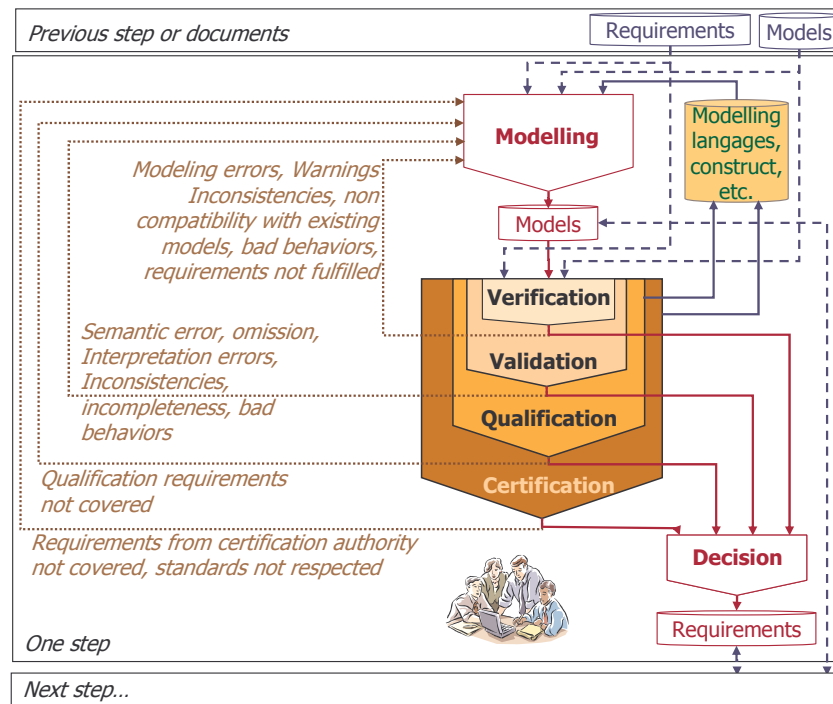 Previous step or documents
Requirements
Models
Modelling
Modelling
langages,
construct,
etc.
Modeling errors, Warnings
Inconsistencies, non
compatibility with existing
models, bad behaviors,
requirements not fulfilled
Models
Verification
Semantic error, omission,
Interpretation errors,
Inconsistencies,
incompleteness, bad
behaviors
Validation
Qualification
Qualification requirements
not covered
Certification
Requirements from certification authority
not covered, standards not respected
Decision
Requirements
One step
Next step...